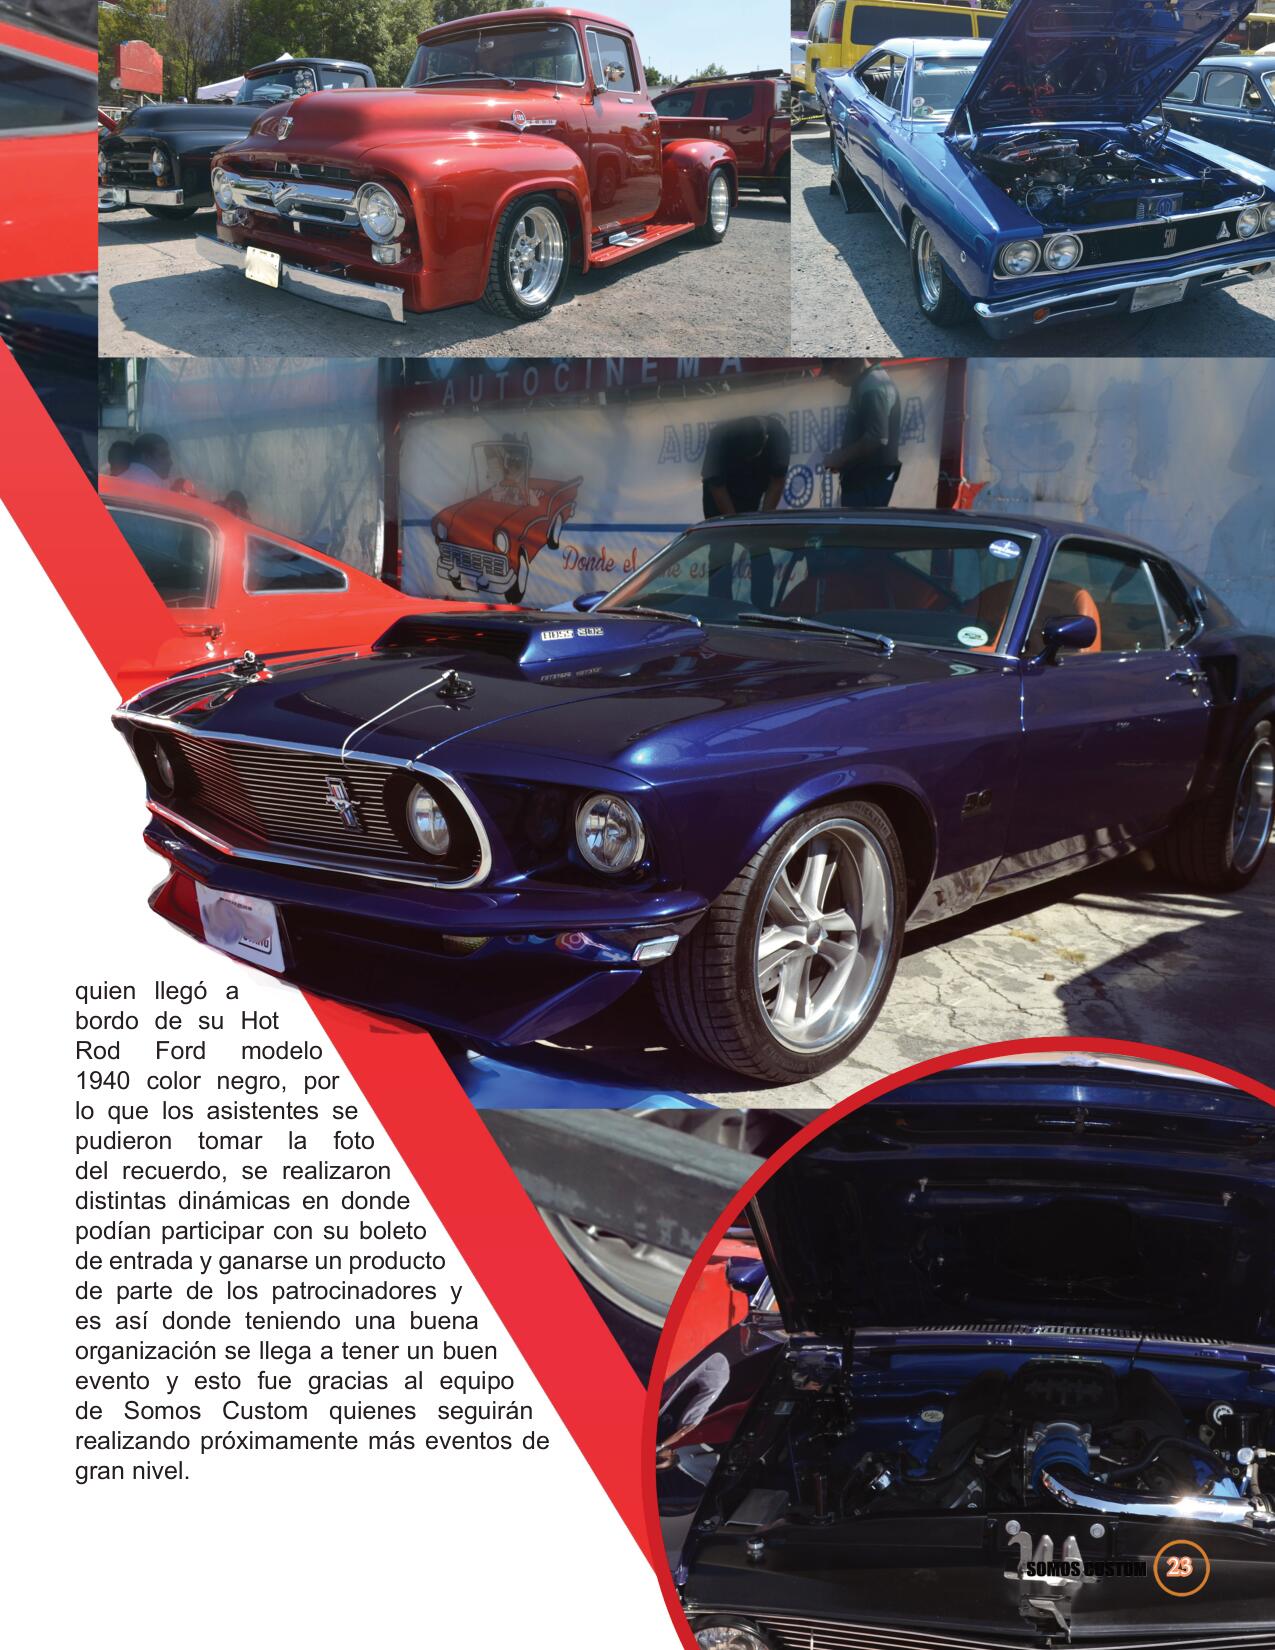 AUTOCINEMA
AUTOCINEMA
Donde el
BOSS 302
500
5.0
quien llegó a
bordo de su Hot
Rod Ford modelo
1940 color negro, por
lo que los asistentes se
pudieron tomar la foto
del recuerdo, se realizaron
distintas dinámicas en donde
podían participar con su boleto
de entrada y ganarse un producto
de parte de los patrocinadores y
es así donde teniendo una buena
organización se llega a tener un buen
evento y esto fue gracias al equipo
de Somos Custom quienes seguirán
realizando próximamente más eventos de
gran nivel.
SOMOS CUSTOM
23